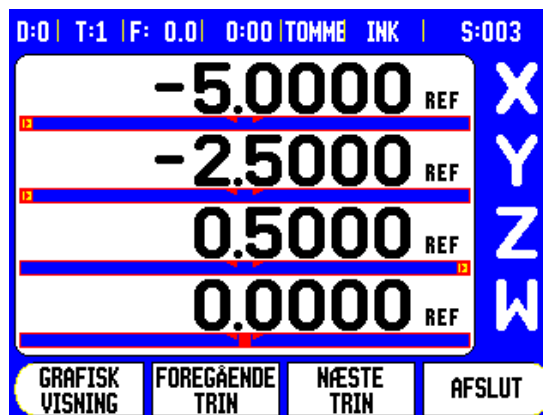 D:0 | T:1 | F: 0.0 | 0:00 | TOMME INK | S:003
-5.0000 REF X
-2.5000 REF Y
0.5000 REF Z
0.0000 REF W
GRAFISK VISNING
FOREGÅENDE TRIN
NÆSTE TRIN
AFSLUT